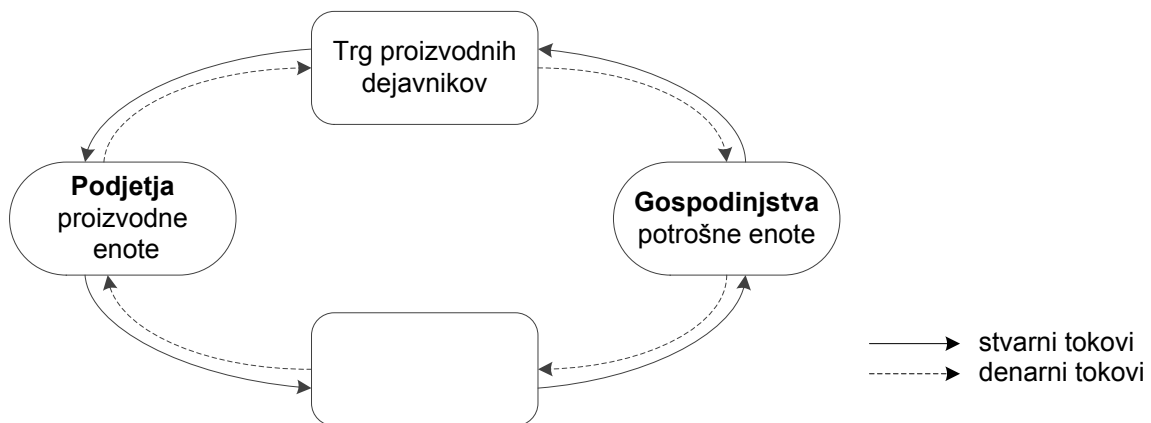 Trg proizvodnih
dejavnikov
Podjetja
proizvodne
enote
Gospodinjstva
potrošne enote
stvarni tokovi
denarni tokovi